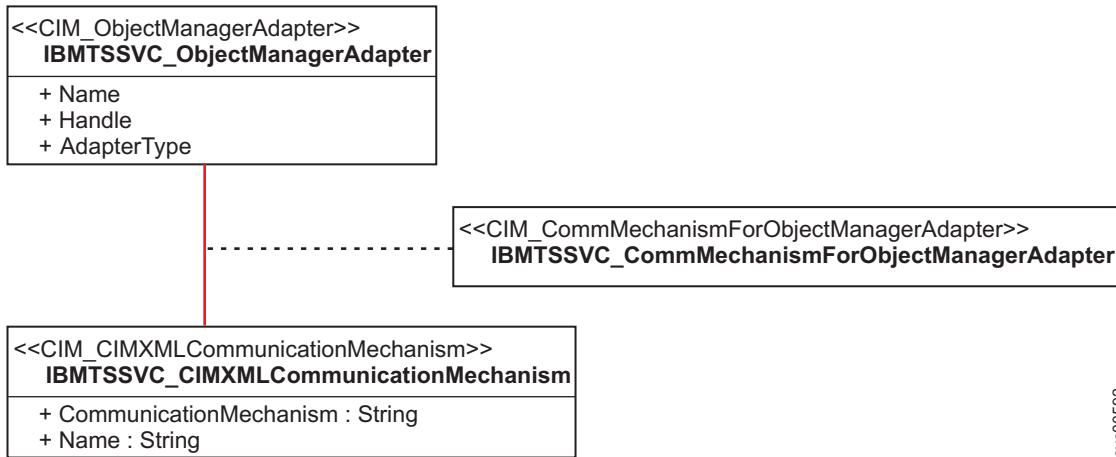 <<CIM_ObjectManagerAdapter>>
IBMTSSVC_ObjectManagerAdapter
+ Name
+ Handle
+ AdapterType
<<CIM_CommMechanismForObjectManagerAdapter>>
IBMTSSVC_CommMechanismForObjectManagerAdapter
<<CIM_CIMXMLCommunicationMechanism>>
IBMTSSVC_CIMXMLCommunicationMechanism
+ CommunicationMechanism : String
+ Name : String